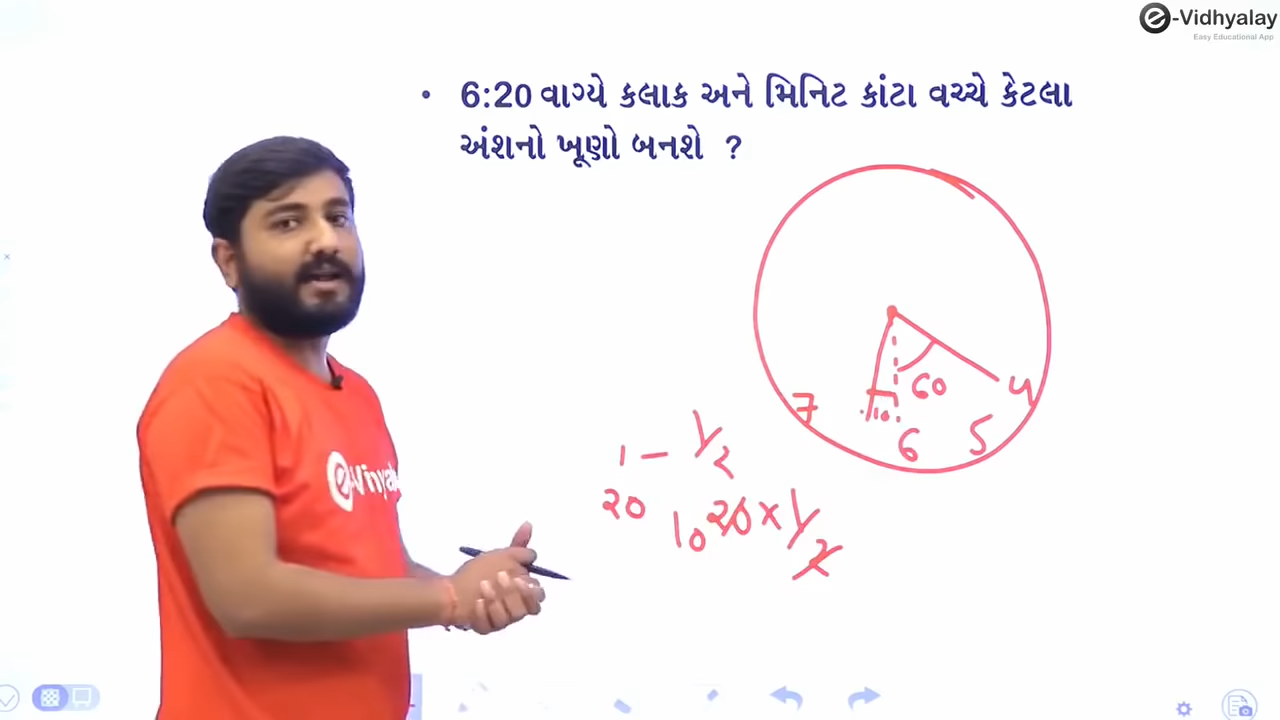 e-Vidhyalay
Easy Educational App
• 6:20 વાગ્યે કલાક અને મિનિટ કાંટા વચ્ચે કેટલા
અંશનો ખૂણો બનશે ?
60
4
7
10
6
5
1 – 1/2
20 10 20 × 1/2